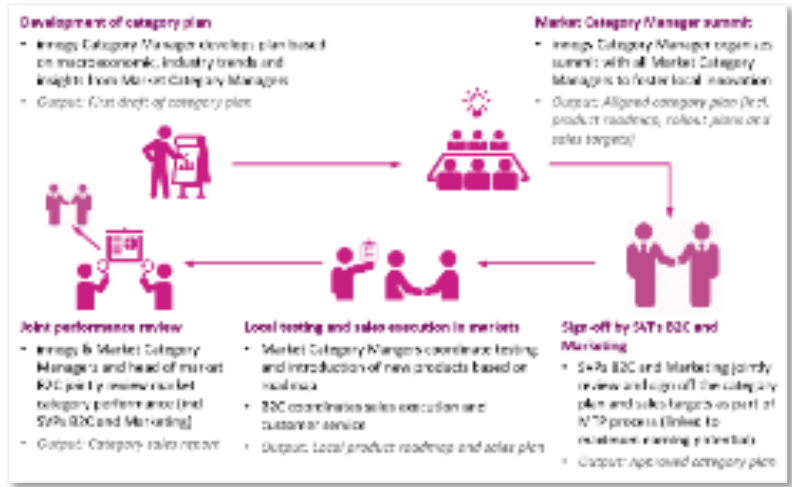 Development of category plan
• innogy Category Manager develops plan based
on macroeconomic, industry trends and
insights from Market Category Managers
• Output: First draft of category plan
Market Category Manager summit
• innogy Category Manager organizes
summit with all Market Category
Managers to foster local innovation
• Output: Aligned category plan (incl.
product roadmap, rollout plans and
sales targets)
Joint performance review
• innogy & Market Category
Managers and head of market
B2C jointly review market
category performance (incl
SVPs B2C and Marketing)
• Output: Category sales report
Local testing and sales execution in markets
• Market Category Mangers coordinate testing
and introduction of new products based on
roadmap
• B2C coordinates sales execution and
customer service
• Output: Local product roadmap and sales plan
Sign-off by SVPs B2C and
Marketing
• SVPs B2C and Marketing jointly
review and sign off the category
plan and sales targets as part of
MTP process (linked to
maximum earning potential)
• Output: Approved category plan